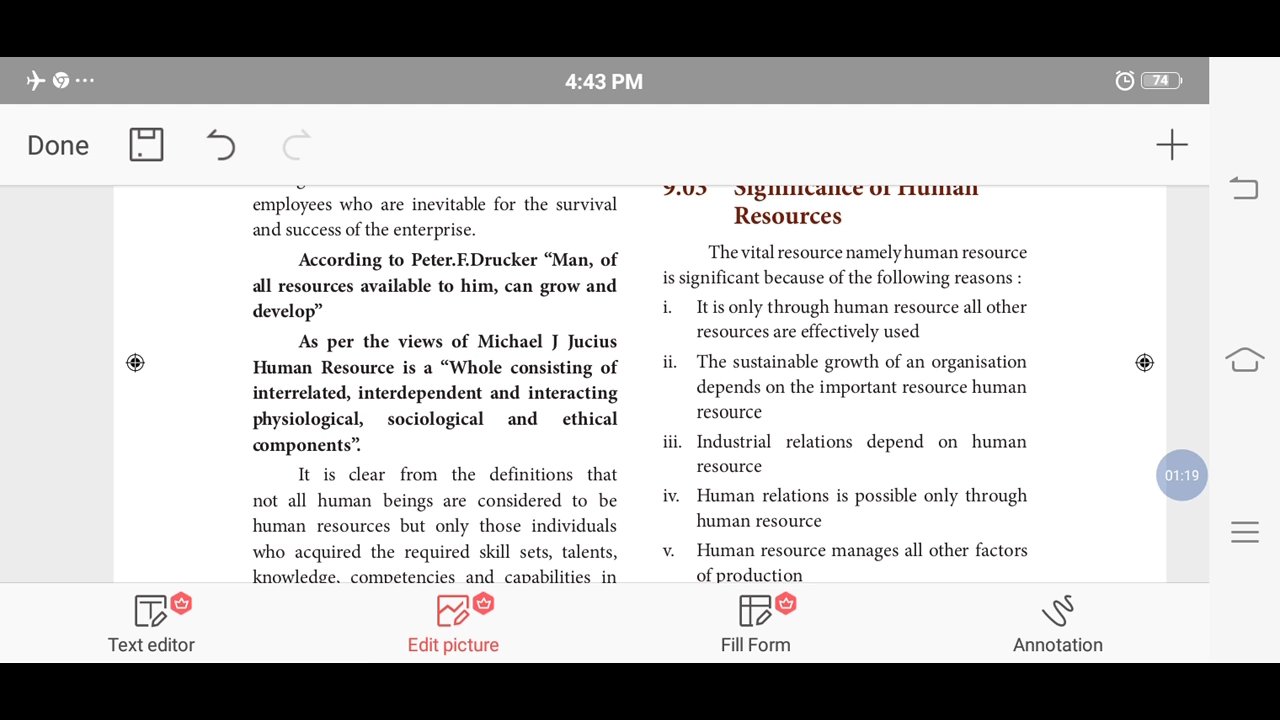 4:43 PM
74
Done
employees who are inevitable for the survival
and success of the enterprise.
According to Peter.F.Drucker “Man, of
all resources available to him, can grow and
develop”
As per the views of Michael J Jucius
Human Resource is a “Whole consisting of
interrelated, interdependent and interacting
physiological, sociological and ethical
components”.
It is clear from the definitions that
not all human beings are considered to be
human resources but only those individuals
who acquired the required skill sets, talents,
knowledge, competencies and capabilities in
9.03 Significance of Human
Resources
The vital resource namely human resource
is significant because of the following reasons :
i. It is only through human resource all other
resources are effectively used
ii. The sustainable growth of an organisation
depends on the important resource human
resource
iii. Industrial relations depend on human
resource
iv. Human relations is possible only through
human resource
v. Human resource manages all other factors
of production
01:19
Text editor
Edit picture
Fill Form
Annotation